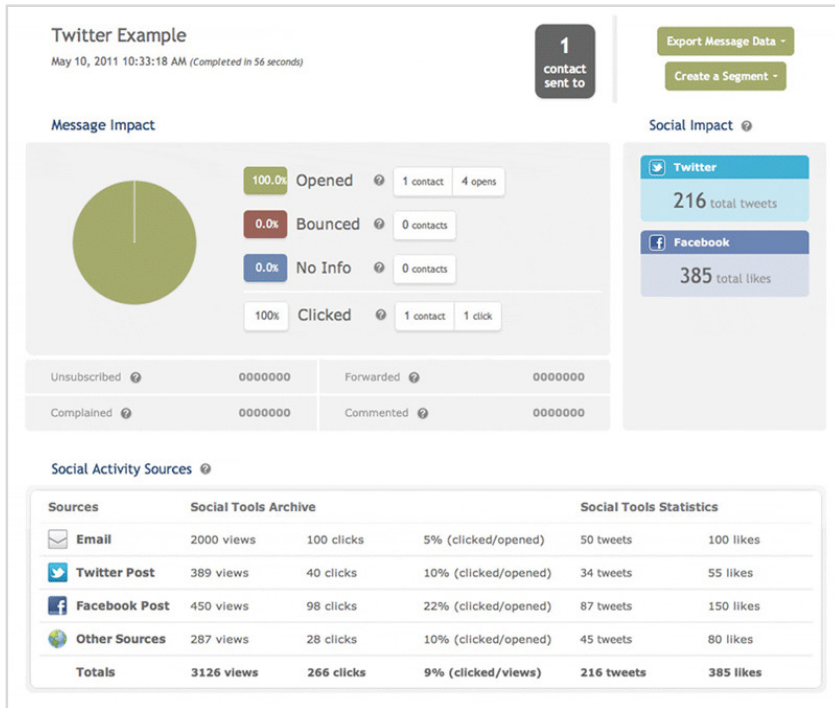 Twitter Example
May 10, 2011 10:33:18 AM (Completed in 56 seconds)
1
contact
sent to
Export Message Data
Create a Segment
Message Impact
100.0% Opened ? 1 contact 4 opens
0.0% Bounced ? 0 contacts
0.0% No Info ? 0 contacts
100% Clicked ? 1 contact 1 click
Unsubscribed ? 0000000 Forwarded ? 0000000
Complained ? 0000000 Commented ? 0000000
Social Impact ?
Twitter
216 total tweets
f Facebook
385 total likes
Social Activity Sources ?
Sources Social Tools Archive Social Tools Statistics
Email 2000 views 100 clicks 5% (clicked/opened) 50 tweets 100 likes
Twitter Post 389 views 40 clicks 10% (clicked/opened) 34 tweets 55 likes
f Facebook Post 450 views 98 clicks 22% (clicked/opened) 87 tweets 150 likes
Other Sources 287 views 28 clicks 10% (clicked/opened) 45 tweets 80 likes
Totals 3126 views 266 clicks 9% (clicked/views) 216 tweets 385 likes